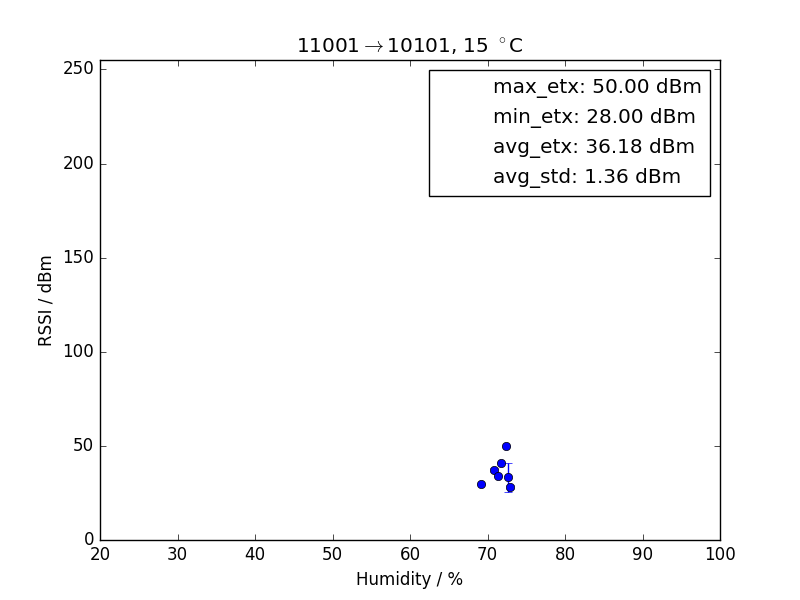 11001→10101, 15 °C
max_etx: 50.00 dBm
min_etx: 28.00 dBm
avg_etx: 36.18 dBm
avg_std: 1.36 dBm
RSSI / dBm
250
200
150
100
50
0
20 30 40 50 60 70 80 90 100
Humidity / %